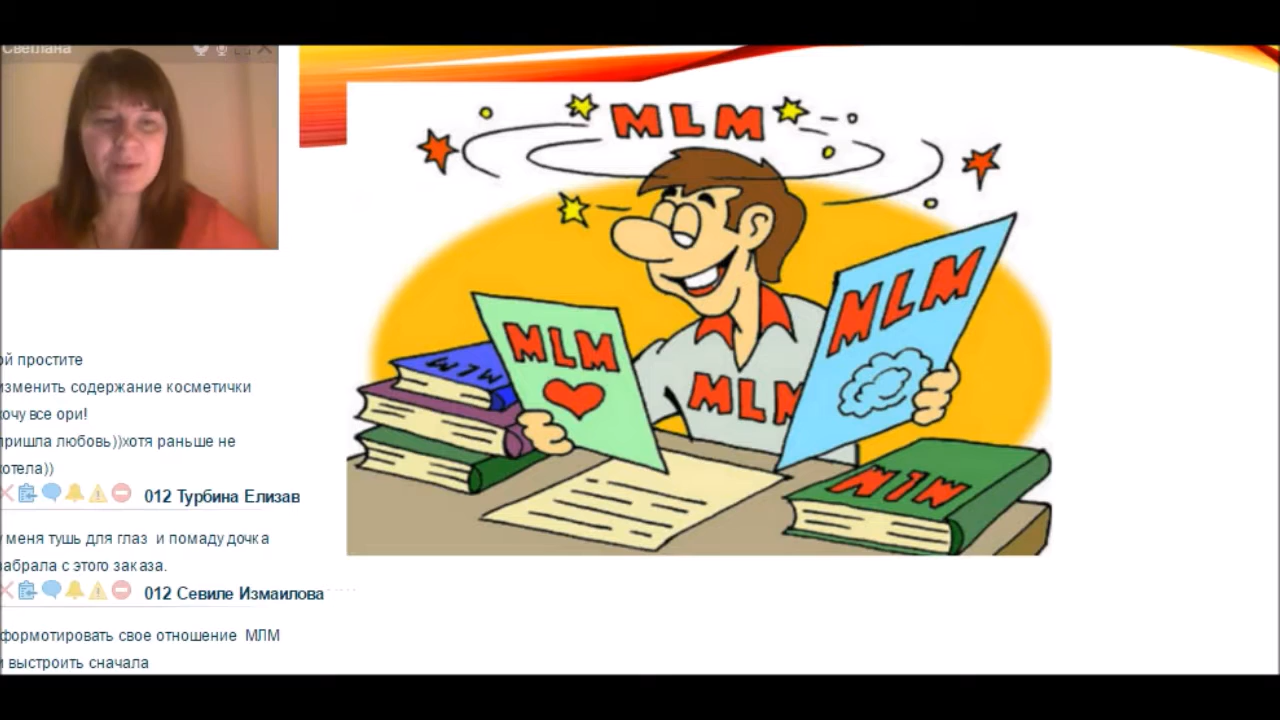 Светлана
ой простите
изменить содержание косметички
хочу все ори!
пришла любовь))хотя раньше не
хотела))
012 Турбина Елизав
у меня тушь для глаз и помаду дочка
забрала с этого заказа.
012 Севиле Измаилова
формотировать свое отношение МЛМ
и выстроить сначала
MLM
MLM
MLM
MLM
MLM
MLM